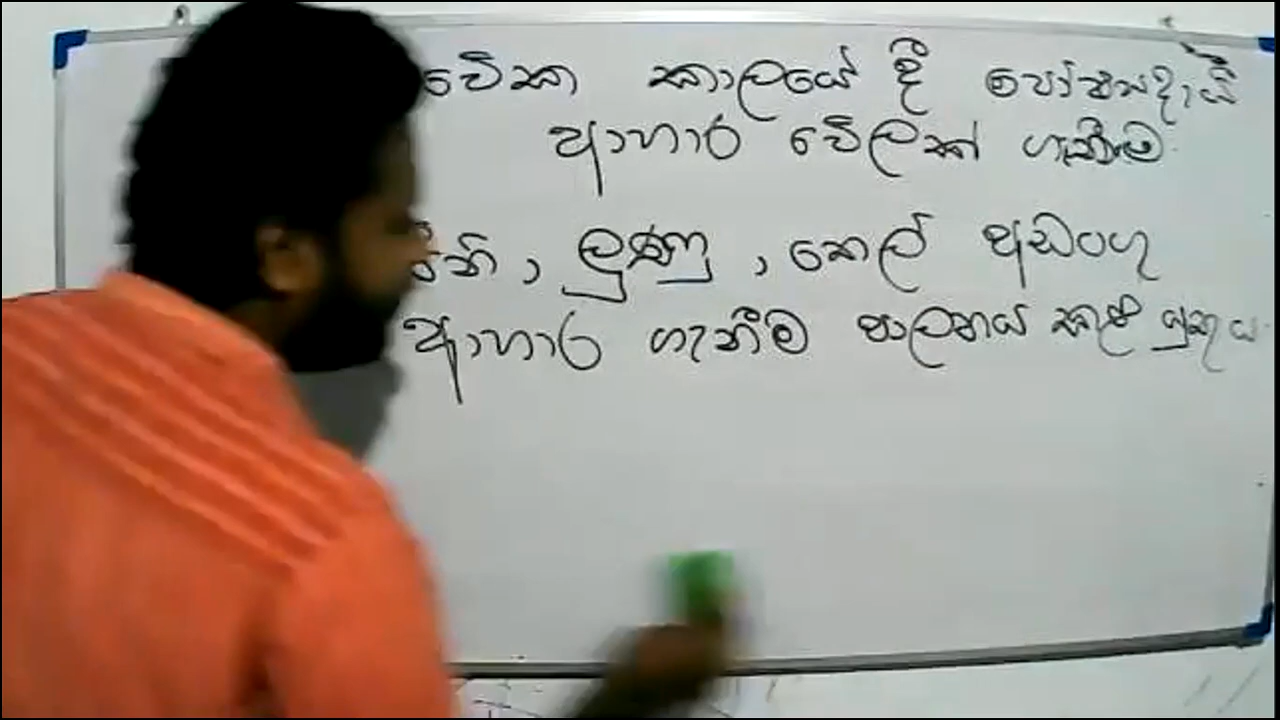 කාලයේ දී පෝෂ්‍යදායී
ආහාර වේලක් ගැනීම
, ලුණු , තෙල් අඩංගු
ආහාර ගැනීම පාලනය කළ යුතුය